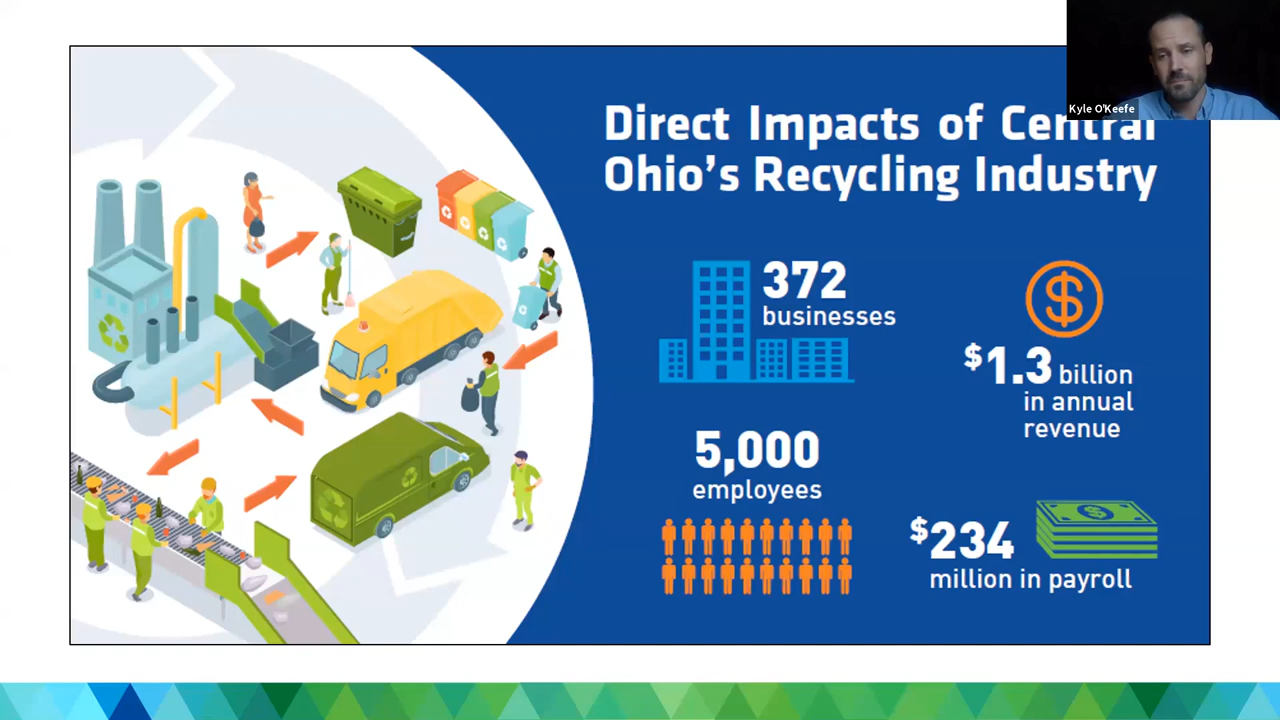 Kyle O'Keefe
Direct Impacts of Central
Ohio's Recycling Industry
372
businesses
$1.3 billion
in annual
revenue
5,000
employees
$234
million in payroll